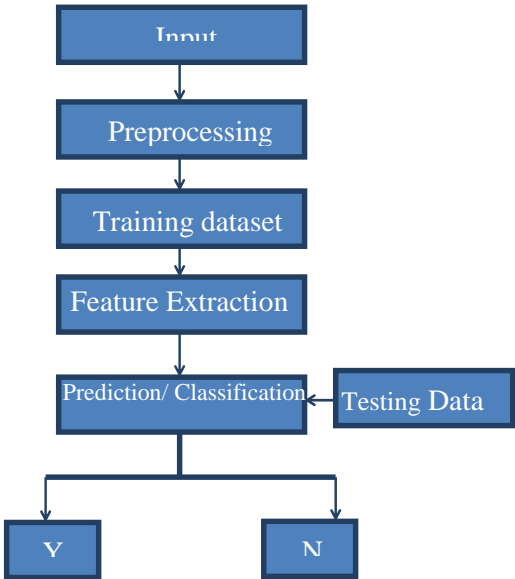 Input
Preprocessing
Training dataset
Feature Extraction
Prediction/ Classification
Testing Data
Y
N